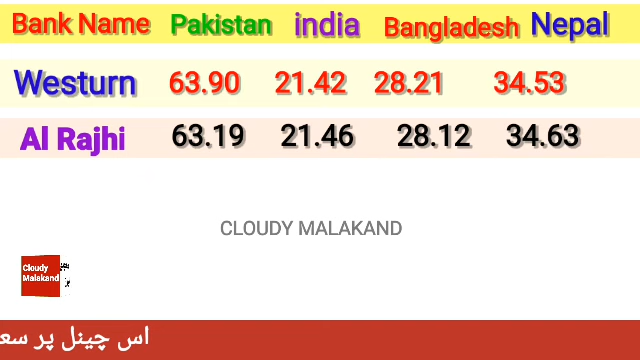 Bank Name Pakistan india Bangladesh Nepal
Westurn 63.90 21.42 28.21 34.53
Al Rajhi 63.19 21.46 28.12 34.63
CLOUDY MALAKAND
Cloudy
Malakand
اس چینل پر سعو